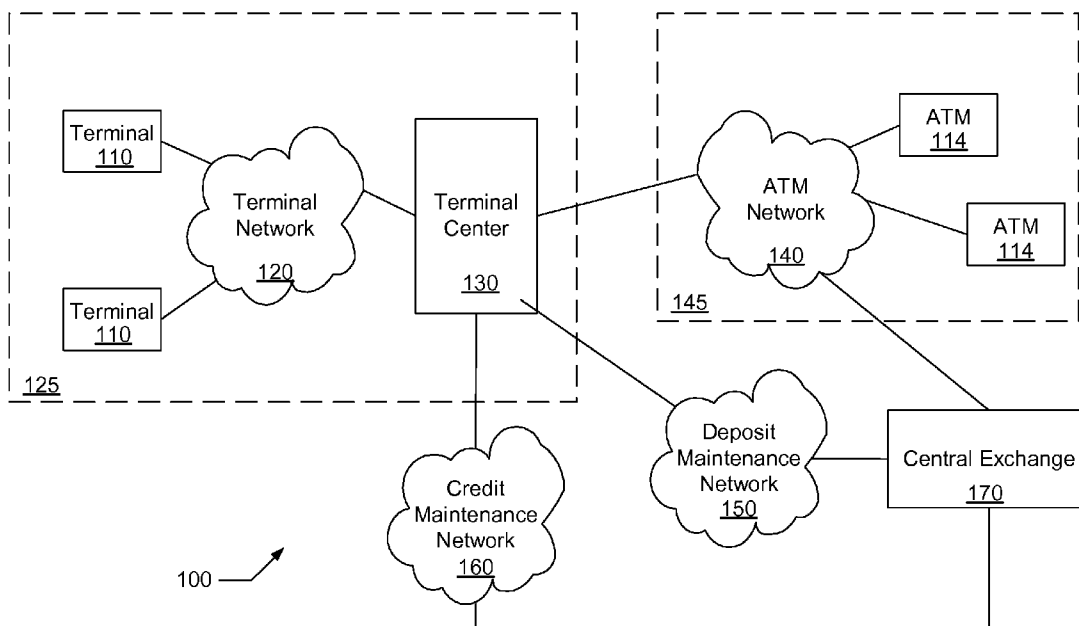 Terminal
110
Terminal
Network
120
Terminal
110
125
Terminal
Center
130
ATM
Network
140
ATM
114
ATM
114
145
Credit
Maintenance
Network
160
Deposit
Maintenance
Network
150
Central Exchange
170
100